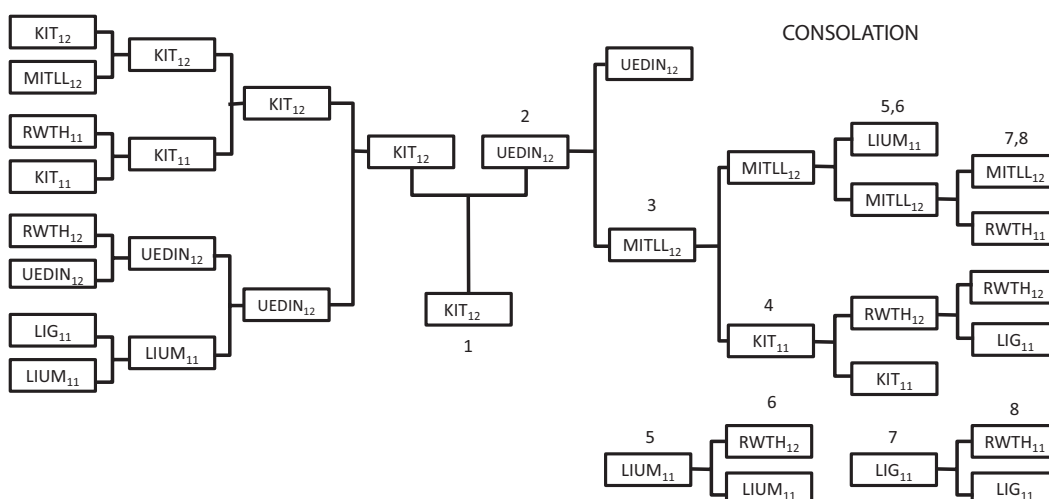 CONSOLATION
KIT12
MITLL12
KIT12
RWTH11
KIT11
KIT11
KIT12
RWTH12
UEDIN12
UEDIN12
LIG11
LIUM11
LIUM11
UEDIN12
KIT12
KIT12
1
2
UEDIN12
UEDIN12
3
MITLL12
MITLL12
5,6
LIUM11
MITLL12
7,8
MITLL12
RWTH11
4
KIT11
RWTH12
KIT11
RWTH12
LIG11
5
LIUM11
6
RWTH12
LIUM11
7
LIG11
8
RWTH11
LIG11